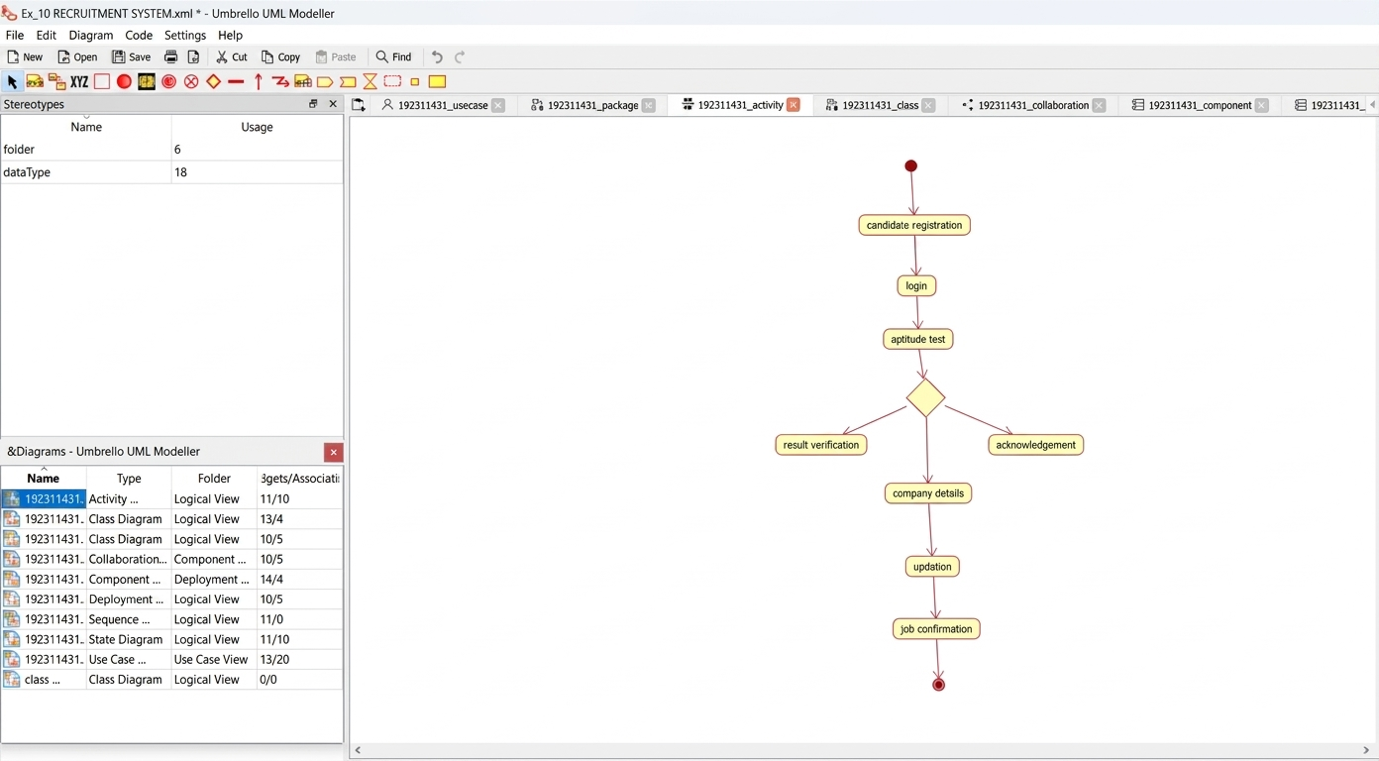 Ex_10 RECRUITMENT SYSTEM.xml * - Umbrello UML Modeller
File Edit Diagram Code Settings Help
New Open Save Cut Copy Paste Find
XYZ
Stereotypes
192311431_usecase 192311431_package 192311431_activity 192311431_class 192311431_collaboration 192311431_component 192311431_
Name Usage
folder 6
dataType 18
candidate registration
login
aptitude test
result verification acknowledgement
company details
updation
job confirmation
&Diagrams - Umbrello UML Modeller
Name Type Folder 3gets/Associati
192311431. Activity ... Logical View 11/10
192311431. Class Diagram Logical View 13/4
192311431. Class Diagram Logical View 10/5
192311431. Collaboration... Component ... 10/5
192311431. Component ... Deployment ... 14/4
192311431. Deployment ... Logical View 10/5
192311431. Sequence ... Logical View 11/0
192311431. State Diagram Logical View 11/10
192311431. Use Case ... Use Case View 13/20
class ... Class Diagram Logical View 0/0